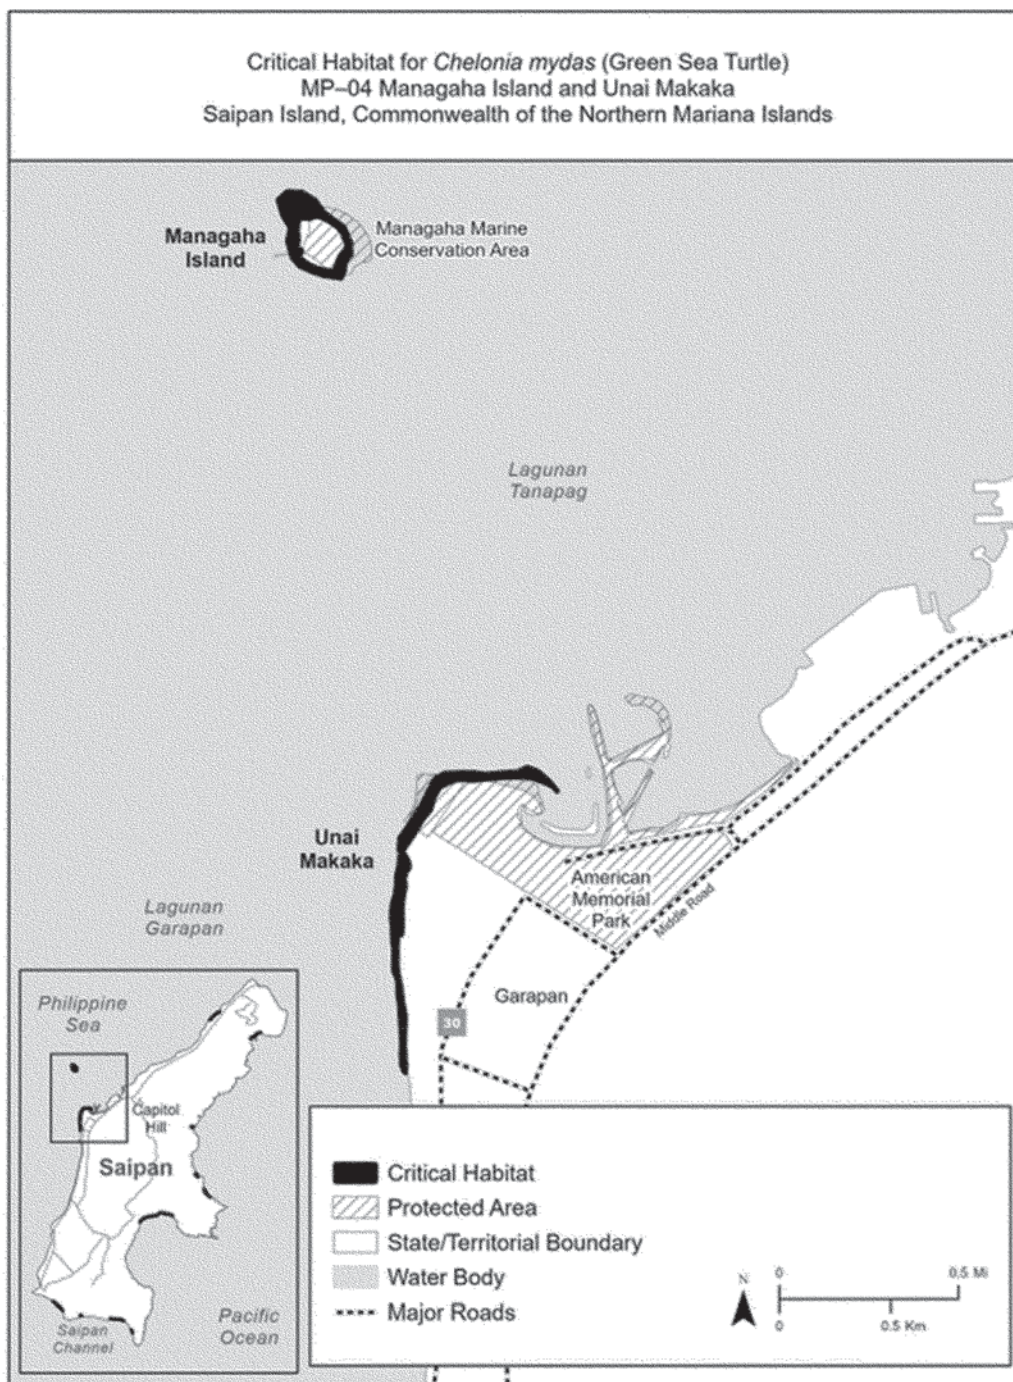 Critical Habitat for Chelonia mydas (Green Sea Turtle)
MP–04 Managaha Island and Unai Makaka
Saipan Island, Commonwealth of the Northern Mariana Islands
Managaha
Island
Managaha Marine
Conservation Area
Lagunan
Tanapag
Unai
Makaka
American
Memorial
Park
Middle Road
Lagunan
Garapan
Garapan
30
Philippine
Sea
Capitol
Hill
Saipan
Saipan
Channel
Pacific
Ocean
Critical Habitat
Protected Area
State/Territorial Boundary
Water Body
Major Roads
N
0 0.5 Mi
0 0.5 Km